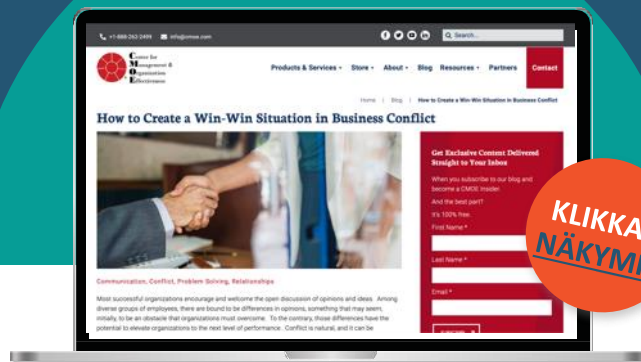 +1-888-262-2499 info@cmoe.com Search...
Center for
Management &
Organization
Effectiveness
Products & Services Store About Blog Resources Partners Contact
Home | Blog | How to Create a Win-Win Situation in Business Conflict
How to Create a Win-Win Situation in Business Conflict
Get Exclusive Content Delivered
Straight to Your Inbox
When you subscribe to our blog and
become a CMOE Insider.
And the best part?
It's 100% free.
First Name *
Last Name *
Email *
KLIKKA
NÄKYM
Communication, Conflict, Problem Solving, Relationships
Most successful organizations encourage and welcome the open discussion of opinions and ideas. Among
diverse groups of employees, there are bound to be differences in opinions, something that may seem,
initially, to be an obstacle that organizations must overcome. To the contrary, those differences have the
potential to elevate organizations to the next level of performance. Conflict is natural, and it can be